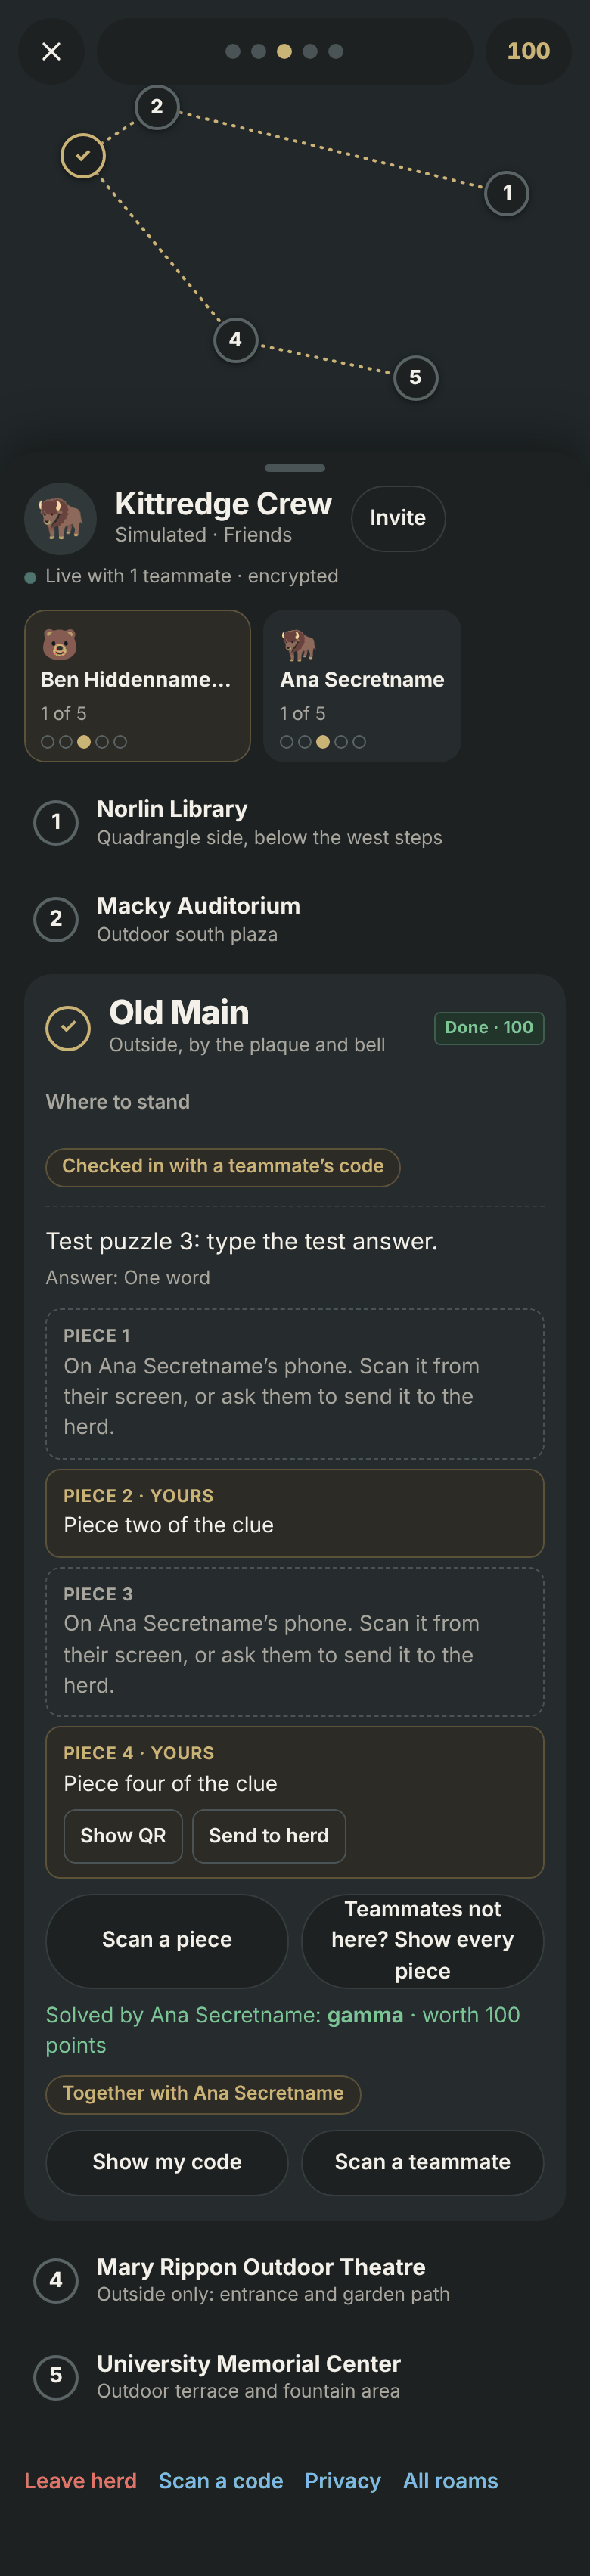 100
2
1
4
5
Kittredge Crew
Simulated · Friends
Invite
Live with 1 teammate · encrypted
Ben Hiddenname...
1 of 5
Ana Secretname
1 of 5
1
Norlin Library
Quadrangle side, below the west steps
2
Macky Auditorium
Outdoor south plaza
Old Main
Outside, by the plaque and bell
Done · 100
Where to stand
Checked in with a teammate’s code
Test puzzle 3: type the test answer.
Answer: One word
PIECE 1
On Ana Secretname’s phone. Scan it from
their screen, or ask them to send it to the
herd.
PIECE 2 · YOURS
Piece two of the clue
PIECE 3
On Ana Secretname’s phone. Scan it from
their screen, or ask them to send it to the
herd.
PIECE 4 · YOURS
Piece four of the clue
Show QR
Send to herd
Scan a piece
Teammates not
here? Show every
piece
Solved by Ana Secretname: gamma · worth 100
points
Together with Ana Secretname
Show my code
Scan a teammate
4
Mary Rippon Outdoor Theatre
Outside only: entrance and garden path
5
University Memorial Center
Outdoor terrace and fountain area
Leave herd
Scan a code
Privacy
All roams